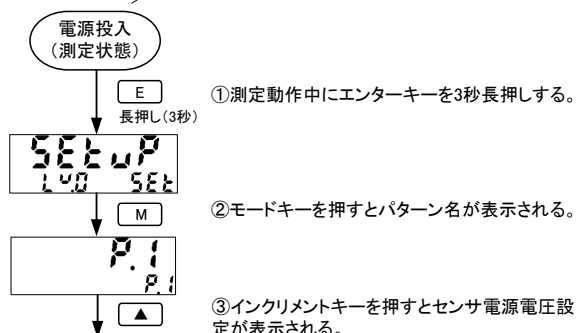 電源投入
（測定状態）
E
長押し（3秒）
①測定動作中にエンターキーを3秒長押しする。
SEtuP
Lv.0 SEt
M
②モードキーを押すとパターン名が表示される。
P.1
P.1
▲
③インクリメントキーを押すとセンサ電源電圧設
定が表示される。